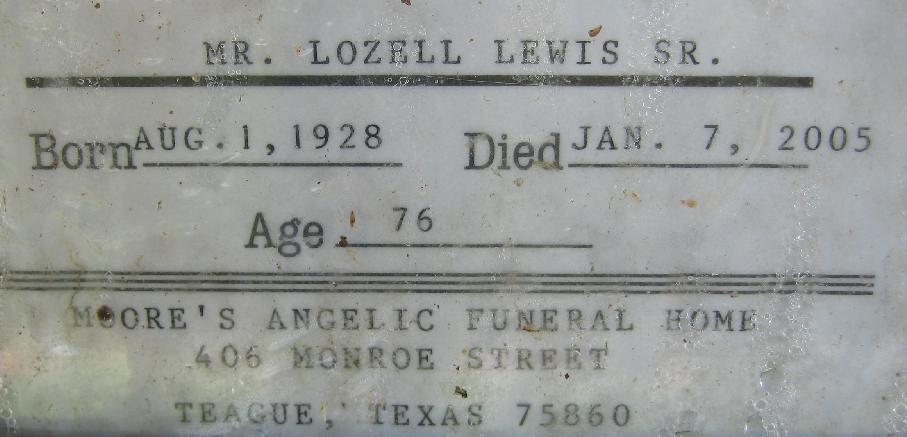 MR. LOZELL LEWIS SR.
Born AUG. 1, 1928 Died JAN. 7, 2005
Age 76
MOORE'S ANGELIC FUNERAL HOME
406 MONROE STREET
TEAGUE, TEXAS 75860